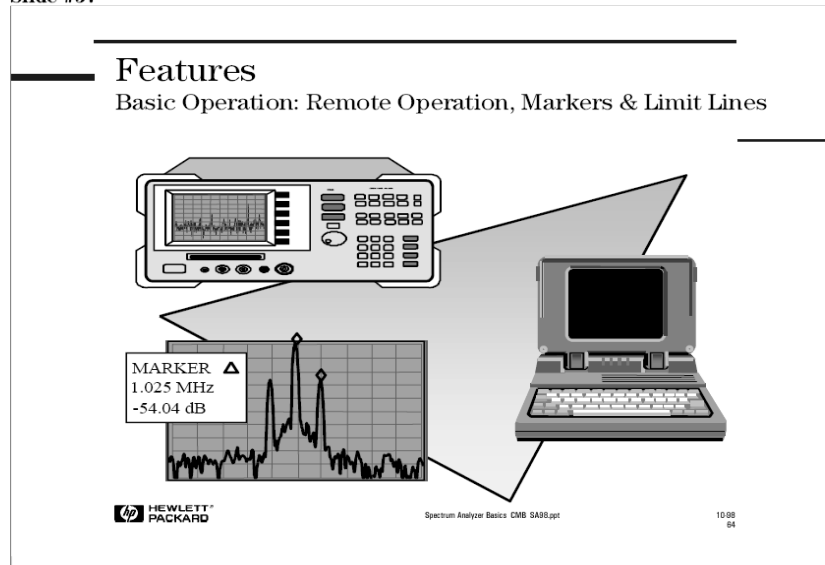 Features
Basic Operation: Remote Operation, Markers & Limit Lines
MARKER Δ
1.025 MHz
-54.04 dB
hp HEWLETT®
PACKARD
Spectrum Analyzer Basics CMB SA98.ppt
10-98
64